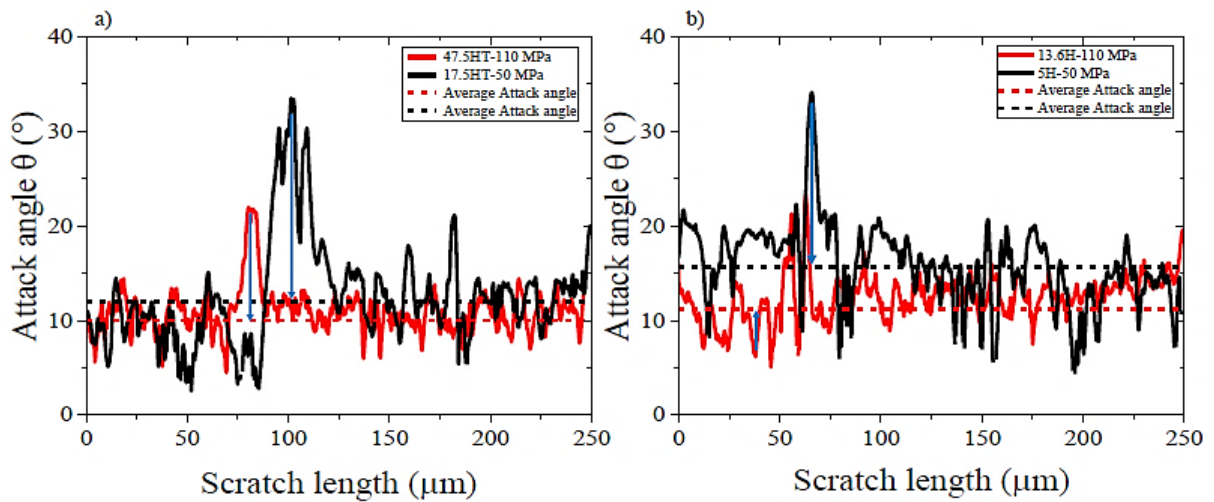 a)
40
30
20
10
0
Attack angle θ (°)
47.5HT-110 MPa
17.5HT-50 MPa
Average Attack angle
Average Attack angle
0 50 100 150 200 250
Scratch length (μm)
b)
40
30
20
10
0
Attack angle θ (°)
13.6H-110 MPa
5H-50 MPa
Average Attack angle
Average Attack angle
0 50 100 150 200 250
Scratch length (μm)